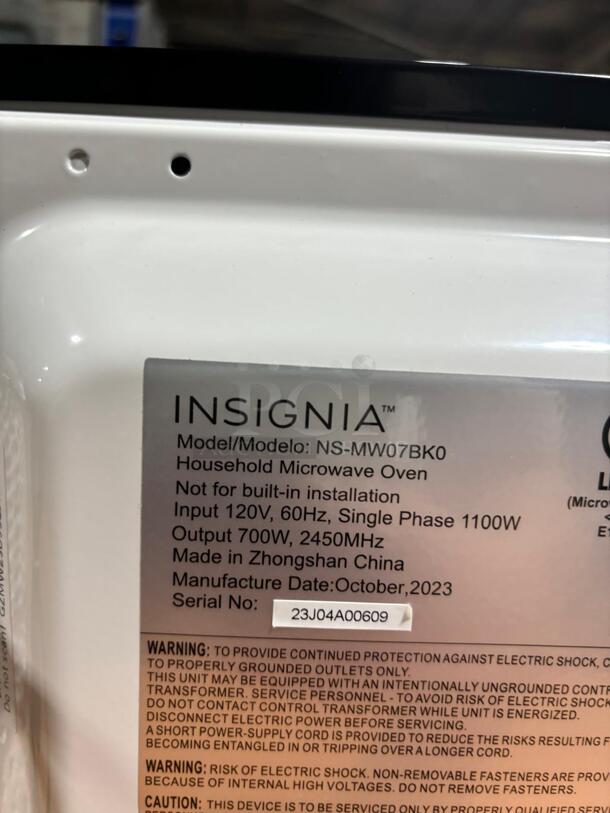 INSIGNIA™
Model/Modelo: NS-MW07BK0
Household Microwave Oven
Not for built-in installation
Input 120V, 60Hz, Single Phase 1100W
Output 700W, 2450MHz
Made in Zhongshan China
Manufacture Date:October,2023
Serial No:
23J04A00609
(Micro
WARNING: TO PROVIDE CONTINUED PROTECTION AGAINST ELECTRIC SHOCK, C
TO PROPERLY GROUNDED OUTLETS ONLY.
THIS UNIT MAY BE EQUIPPED WITH AN INTENTIONALLY UNGROUNDED CONT
TRANSFORMER. SERVICE PERSONNEL - TO AVOID RISK OF ELECTRIC SHOCK
DO NOT CONTACT CONTROL TRANSFORMER WHILE UNIT IS ENERGIZED.
DISCONNECT ELECTRIC POWER BEFORE SERVICING.
A SHORT POWER-SUPPLY CORD IS PROVIDED TO REDUCE THE RISKS RESULTING F
BECOMING ENTANGLED IN OR TRIPPING OVER A LONGER CORD.
WARNING: RISK OF ELECTRIC SHOCK. NON-REMOVABLE FASTENERS ARE PROV
BECAUSE OF INTERNAL HIGH VOLTAGES. DO NOT REMOVE FASTENERS.
CAUTION: THIS DEVICE IS TO BE SERVICED ONLY BY PROPERLY QUALIFIED SERV